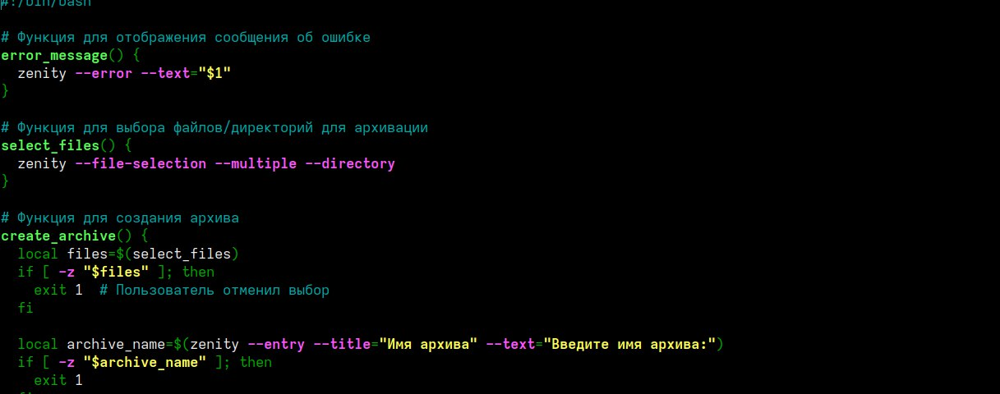 #!/bin/bash
# Функция для отображения сообщения об ошибке
error_message() {
  zenity --error --text="$1"
}
# Функция для выбора файлов/директорий для архивации
select_files() {
  zenity --file-selection --multiple --directory
}
# Функция для создания архива
create_archive() {
  local files=$(select_files)
  if [ -z "$files" ]; then
    exit 1  # Пользователь отменил выбор
  fi
  local archive_name=$(zenity --entry --title="Имя архива" --text="Введите имя архива:")
  if [ -z "$archive_name" ]; then
    exit 1
  fi